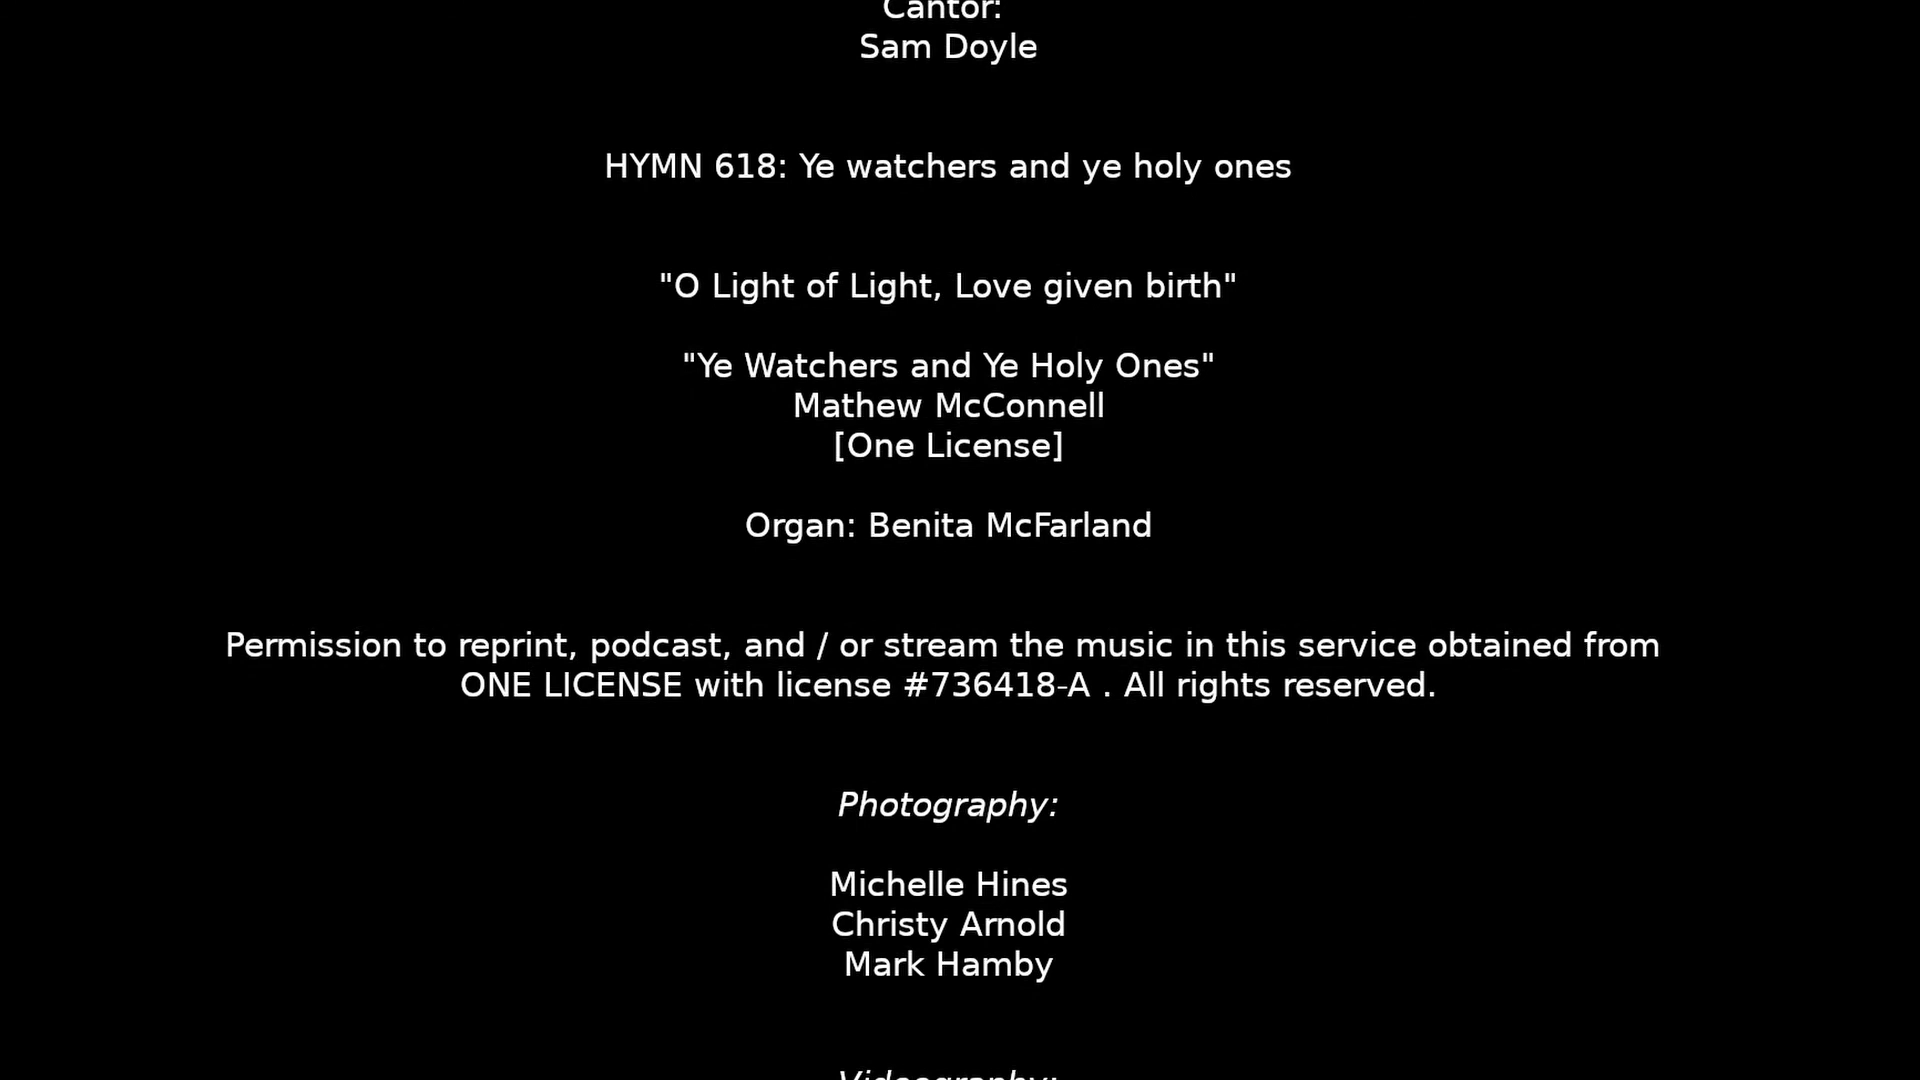 Cantor:
Sam Doyle
HYMN 618: Ye watchers and ye holy ones
"O Light of Light, Love given birth"
"Ye Watchers and Ye Holy Ones"
Mathew McConnell
[One License]
Organ: Benita McFarland
Permission to reprint, podcast, and / or stream the music in this service obtained from
ONE LICENSE with license #736418-A . All rights reserved.
Photography:
Michelle Hines
Christy Arnold
Mark Hamby
Videography: